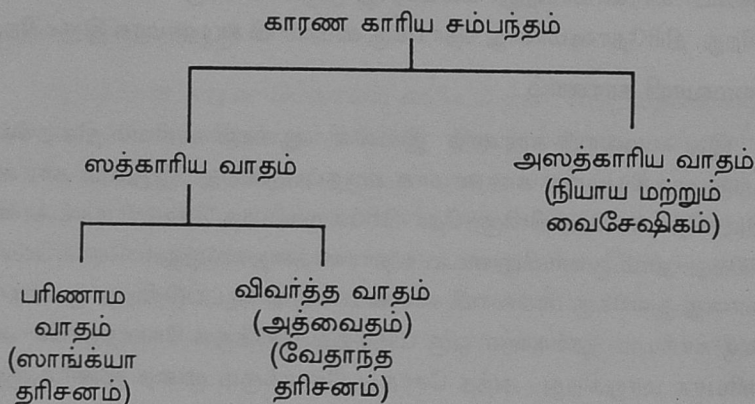 காரண காரிய சம்பந்தம்
ஸத்காரிய வாதம்
அஸத்காரிய வாதம்
(நியாய மற்றும்
வைசேஷிகம்)
பரிணாம
வாதம்
(ஸாங்க்யா
தரிசனம்)
விவர்த்த வாதம்
(அத்வைதம்)
(வேதாந்த
தரிசனம்)